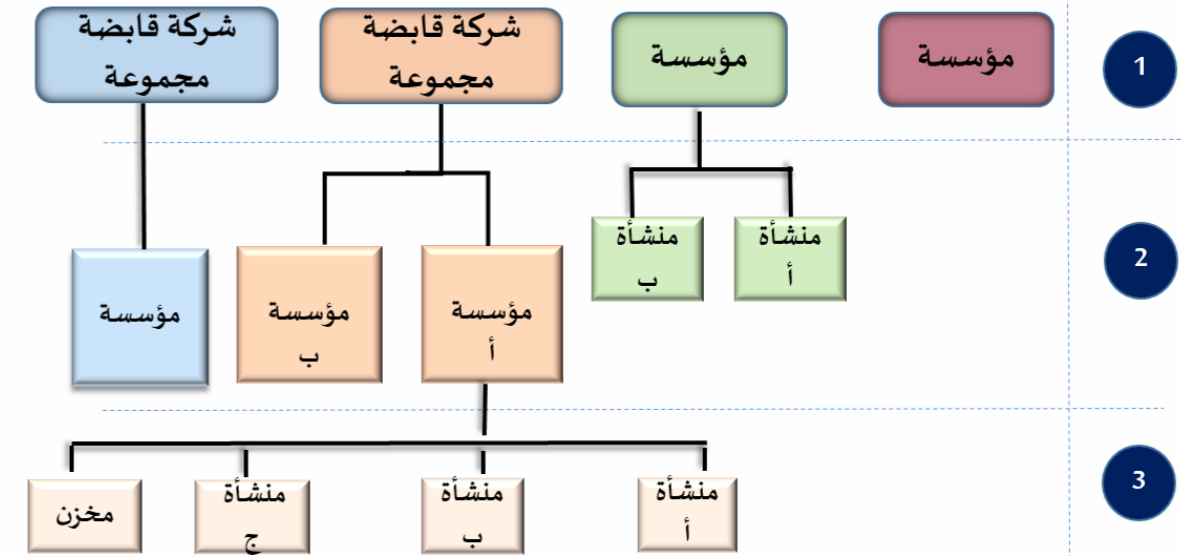 1
مؤسسة
مؤسسة
شركة قابضة
مجموعة
شركة قابضة
مجموعة
2
منشأة
أ
منشأة
ب
مؤسسة
أ
مؤسسة
ب
مؤسسة
3
منشأة
أ
منشأة
ب
منشأة
ج
مخزن